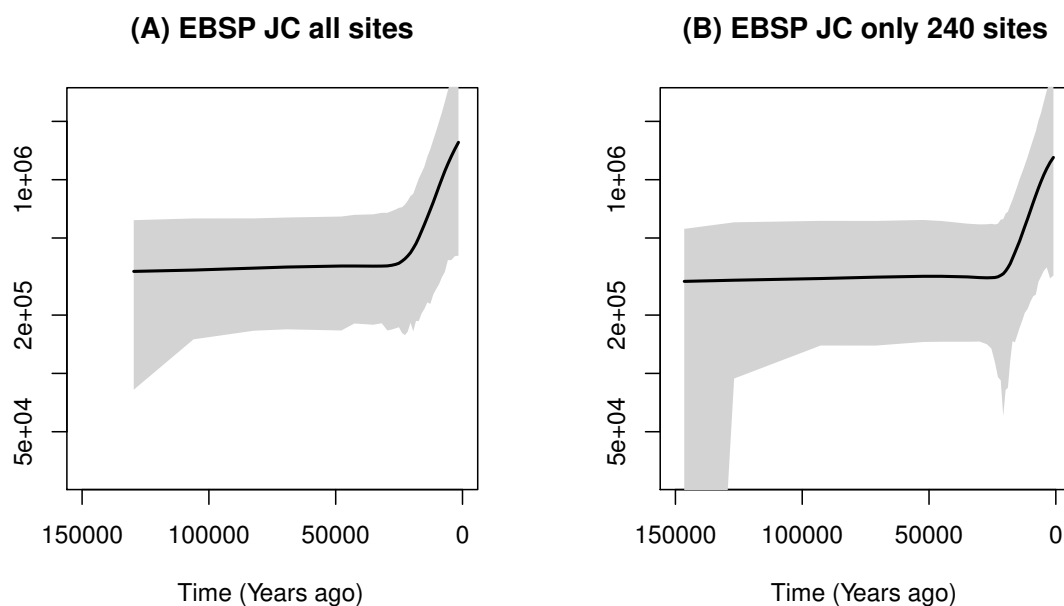 (A) EBSP JC all sites
1e+06
2e+05
5e+04
150000 100000 50000 0
Time (Years ago)
(B) EBSP JC only 240 sites
1e+06
2e+05
5e+04
150000 100000 50000 0
Time (Years ago)